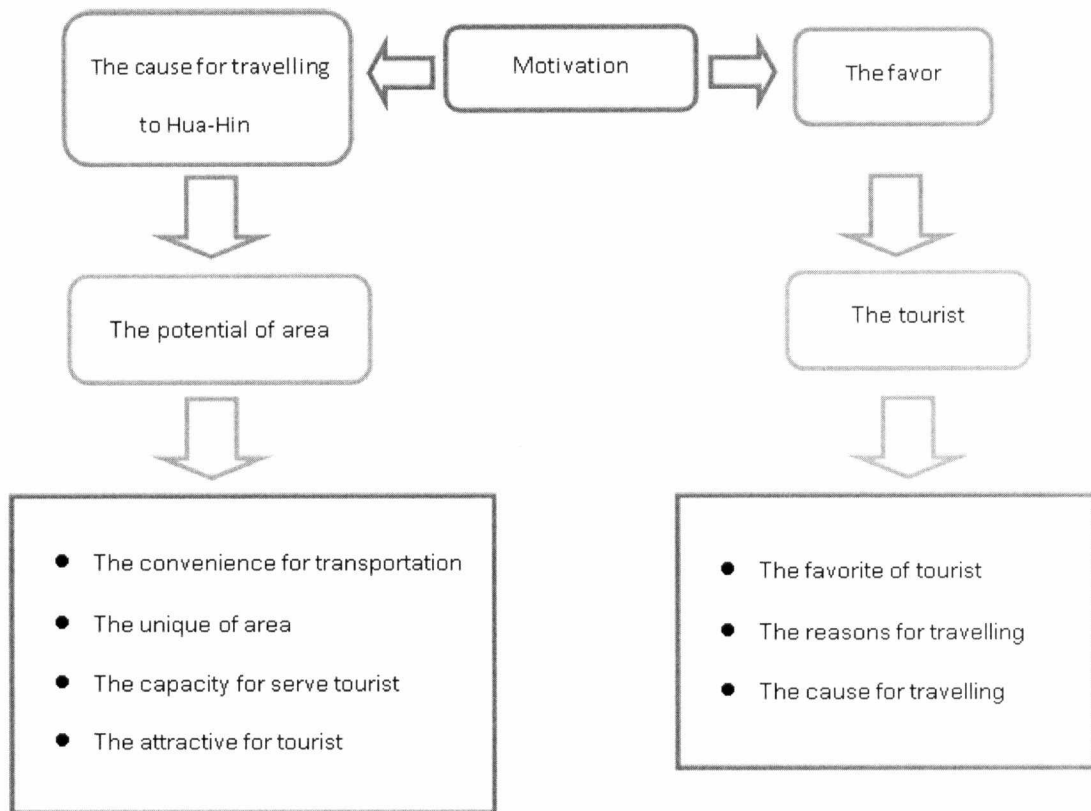 The cause for travelling
to Hua-Hin
Motivation
The favor
The potential of area
The tourist
● The convenience for transportation
● The unique of area
● The capacity for serve tourist
● The attractive for tourist
● The favorite of tourist
● The reasons for travelling
● The cause for travelling